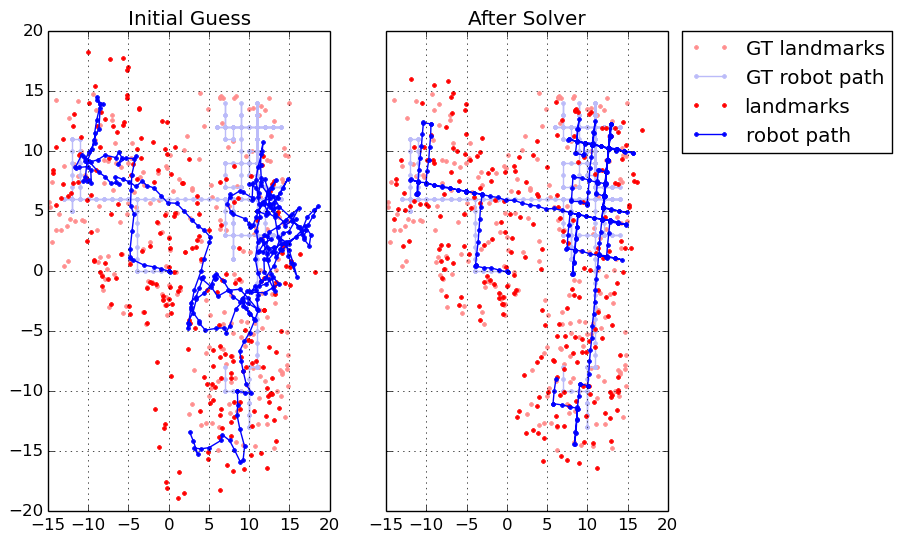 Initial Guess
After Solver
20
15
10
5
0
−5
−10
−15
−20
−15 −10 −5 0 5 10 15 20
−15 −10 −5 0 5 10 15 20
GT landmarks
GT robot path
landmarks
robot path